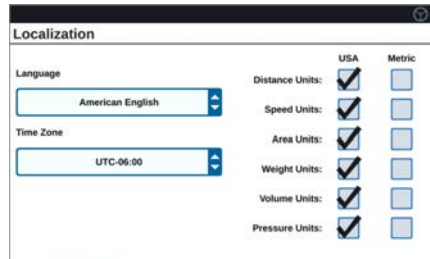 Localization
USA Metric
Language
Distance Units:
American English
Speed Units:
Time Zone
Area Units:
UTC-06:00
Weight Units:
Volume Units:
Pressure Units: